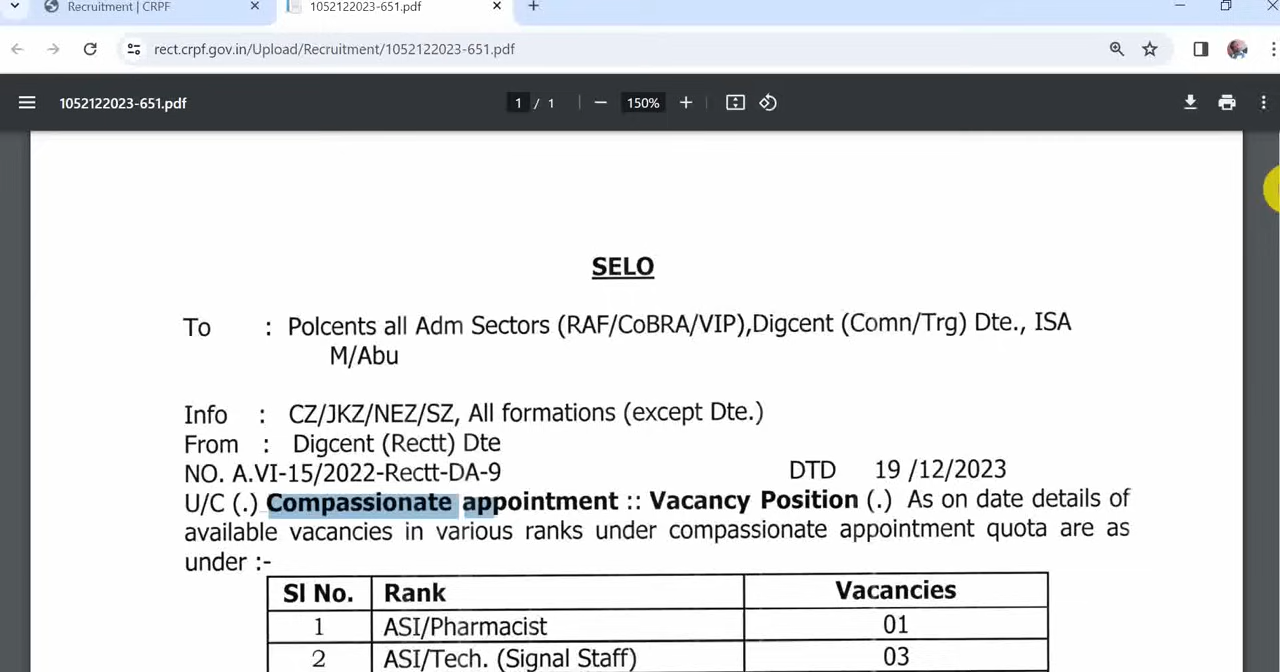 Recruitment | CRPF
1052122023-651.pdf
rect.crpf.gov.in/Upload/Recruitment/1052122023-651.pdf
1052122023-651.pdf
1 / 1
150%
SELO
To : Polcents all Adm Sectors (RAF/CoBRA/VIP),Digcent (Comn/Trg) Dte., ISA
M/Abu
Info : CZ/JKZ/NEZ/SZ, All formations (except Dte.)
From : Digcent (Rectt) Dte
NO. A.VI-15/2022-Rectt-DA-9 DTD 19 /12/2023
U/C (.) Compassionate appointment :: Vacancy Position (.) As on date details of
available vacancies in various ranks under compassionate appointment quota are as
under :-
Sl No. Rank Vacancies
1 ASI/Pharmacist 01
2 ASI/Tech. (Signal Staff) 03